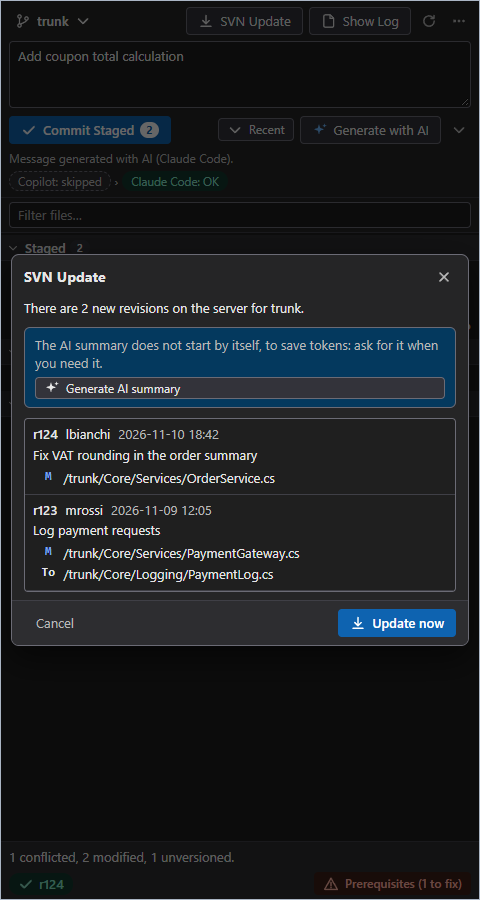 trunk
SVN Update
Show Log
Add coupon total calculation
Commit Staged 2
Recent
Generate with AI
Message generated with AI (Claude Code).
Copilot: skipped › Claude Code: OK
Filter files...
Staged 2
SVN Update
There are 2 new revisions on the server for trunk.
The AI summary does not start by itself, to save tokens: ask for it when
you need it.
Generate AI summary
r124 lbianchi 2026-11-10 18:42
Fix VAT rounding in the order summary
M /trunk/Core/Services/OrderService.cs
r123 mrossi 2026-11-09 12:05
Log payment requests
M /trunk/Core/Services/PaymentGateway.cs
To /trunk/Core/Logging/PaymentLog.cs
Cancel
Update now
1 conflicted, 2 modified, 1 unversioned.
r124
Prerequisites (1 to fix)